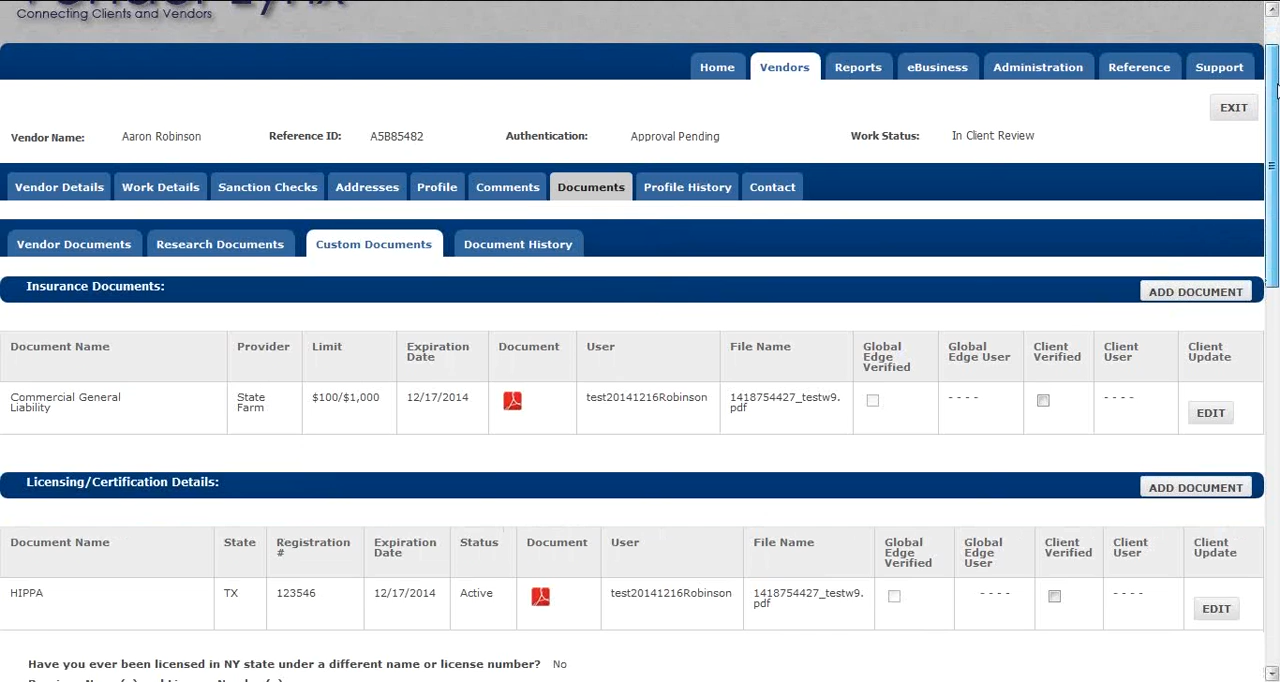 Connecting Clients and Vendors
Home Vendors Reports eBusiness Administration Reference Support
EXIT
Vendor Name: Aaron Robinson Reference ID: A5B85482 Authentication: Approval Pending Work Status: In Client Review
Vendor Details Work Details Sanction Checks Addresses Profile Comments Documents Profile History Contact
Vendor Documents Research Documents Custom Documents Document History
Insurance Documents: ADD DOCUMENT
Document Name Provider Limit Expiration Date Document User File Name Global Edge Verified Global Edge User Client Verified Client User Client Update
Commercial General Liability State Farm $100/$1,000 12/17/2014 test20141216Robinson 1418754427_testw9.pdf - - - - - - - - EDIT
Licensing/Certification Details: ADD DOCUMENT
Document Name State Registration # Expiration Date Status Document User File Name Global Edge Verified Global Edge User Client Verified Client User Client Update
HIPPA TX 123546 12/17/2014 Active test20141216Robinson 1418754427_testw9.pdf - - - - - - - - EDIT
Have you ever been licensed in NY state under a different name or license number? No